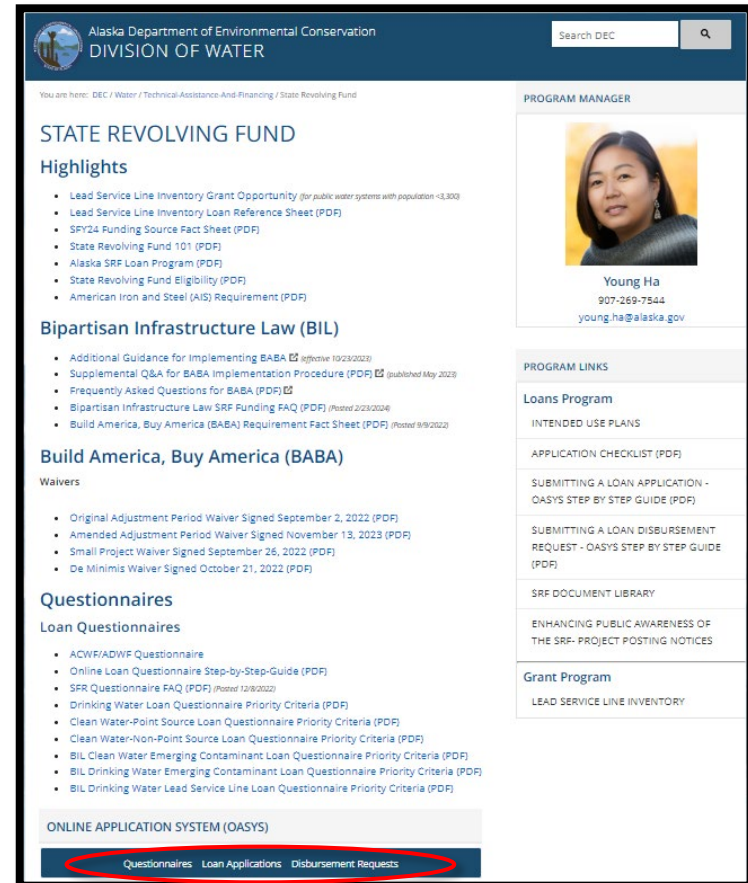 Alaska Department of Environmental Conservation
DIVISION OF WATER
Search DEC
You are here: DEC / Water / Technical-Assistance-And-Financing / State Revolving Fund
STATE REVOLVING FUND
Highlights
• Lead Service Line Inventory Grant Opportunity (for public water systems with population <3,300)
• Lead Service Line Inventory Loan Reference Sheet (PDF)
• SFY24 Funding Source Fact Sheet (PDF)
• State Revolving Fund 101 (PDF)
• Alaska SRF Loan Program (PDF)
• State Revolving Fund Eligibility (PDF)
• American Iron and Steel (AIS) Requirement (PDF)
Bipartisan Infrastructure Law (BIL)
• Additional Guidance for Implementing BABA (effective 10/23/2023)
• Supplemental Q&A for BABA Implementation Procedure (PDF) (published May 2023)
• Frequently Asked Questions for BABA (PDF)
• Bipartisan Infrastructure Law SRF Funding FAQ (PDF) (Posted 2/23/2024)
• Build America, Buy America (BABA) Requirement Fact Sheet (PDF) (Posted 9/9/2022)
Build America, Buy America (BABA)
Waivers
• Original Adjustment Period Waiver Signed September 2, 2022 (PDF)
• Amended Adjustment Period Waiver Signed November 13, 2023 (PDF)
• Small Project Waiver Signed September 26, 2022 (PDF)
• De Minimis Waiver Signed October 21, 2022 (PDF)
Questionnaires
Loan Questionnaires
• ACWF/ADWF Questionnaire
• Online Loan Questionnaire Step-by-Step-Guide (PDF)
• SFR Questionnaire FAQ (PDF) (Posted 12/8/2022)
• Drinking Water Loan Questionnaire Priority Criteria (PDF)
• Clean Water-Point Source Loan Questionnaire Priority Criteria (PDF)
• Clean Water-Non-Point Source Loan Questionnaire Priority Criteria (PDF)
• BIL Clean Water Emerging Contaminant Loan Questionnaire Priority Criteria (PDF)
• BIL Drinking Water Emerging Contaminant Loan Questionnaire Priority Criteria (PDF)
• BIL Drinking Water Lead Service Line Loan Questionnaire Priority Criteria (PDF)
ONLINE APPLICATION SYSTEM (OASYS)
Questionnaires Loan Applications Disbursement Requests
PROGRAM MANAGER
Young Ha
907-269-7544
young.ha@alaska.gov
PROGRAM LINKS
Loans Program
INTENDED USE PLANS
APPLICATION CHECKLIST (PDF)
SUBMITTING A LOAN APPLICATION -
OASYS STEP BY STEP GUIDE (PDF)
SUBMITTING A LOAN DISBURSEMENT
REQUEST - OASYS STEP BY STEP GUIDE
(PDF)
SRF DOCUMENT LIBRARY
ENHANCING PUBLIC AWARENESS OF
THE SRF- PROJECT POSTING NOTICES
Grant Program
LEAD SERVICE LINE INVENTORY